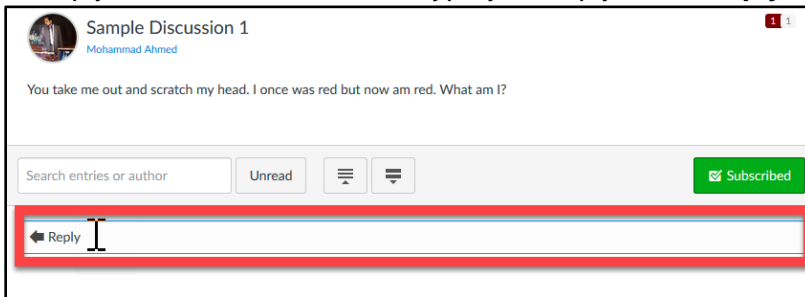 Sample Discussion 1
1 1
Mohammad Ahmed
You take me out and scratch my head. I once was red but now am red. What am I?
Search entries or author Unread Subscribed
Reply